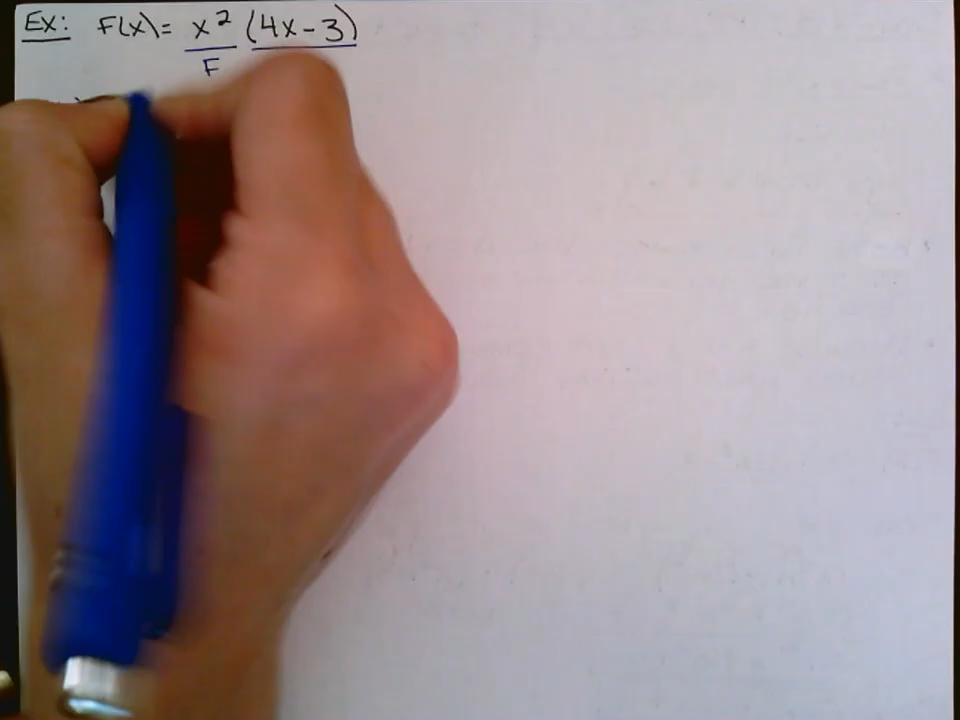 Ex: F(x) = x² (4x-3)
F